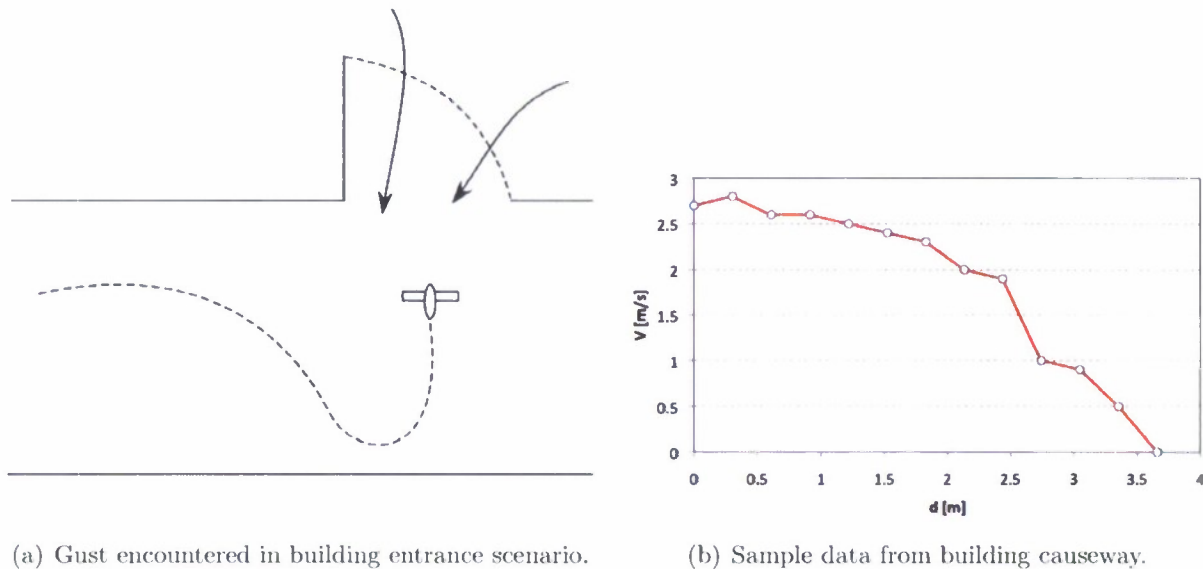 3
2.5
2
1.5
1
0.5
0
V [m/s]
0 0.5 1 1.5 2 2.5 3 3.5 4
d [m]
(a) Gust encountered in building entrance scenario.
(b) Sample data from building causeway.